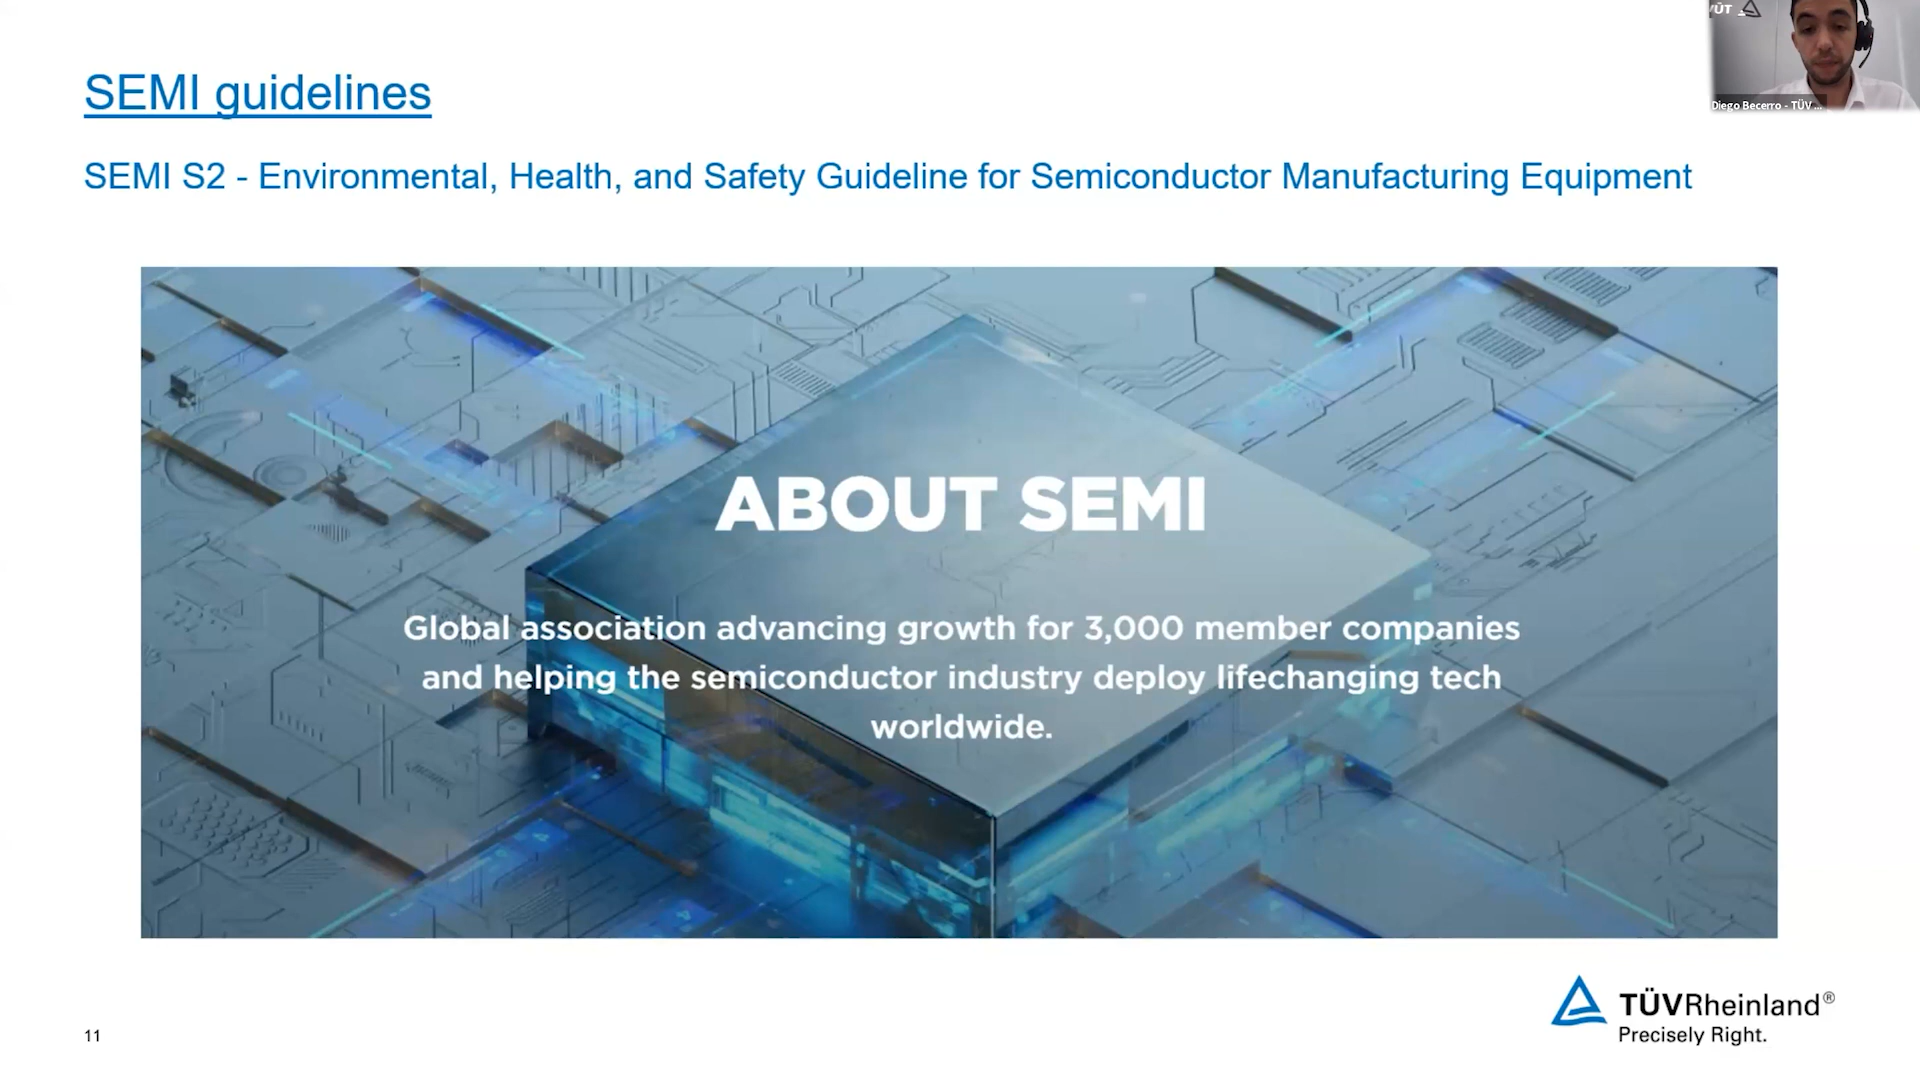 SEMI guidelines
SEMI S2 - Environmental, Health, and Safety Guideline for Semiconductor Manufacturing Equipment
ABOUT SEMI
Global association advancing growth for 3,000 member companies
and helping the semiconductor industry deploy lifechanging tech
worldwide.
Diego Becerro - TÜV ...
TÜVRheinland®
Precisely Right.
11